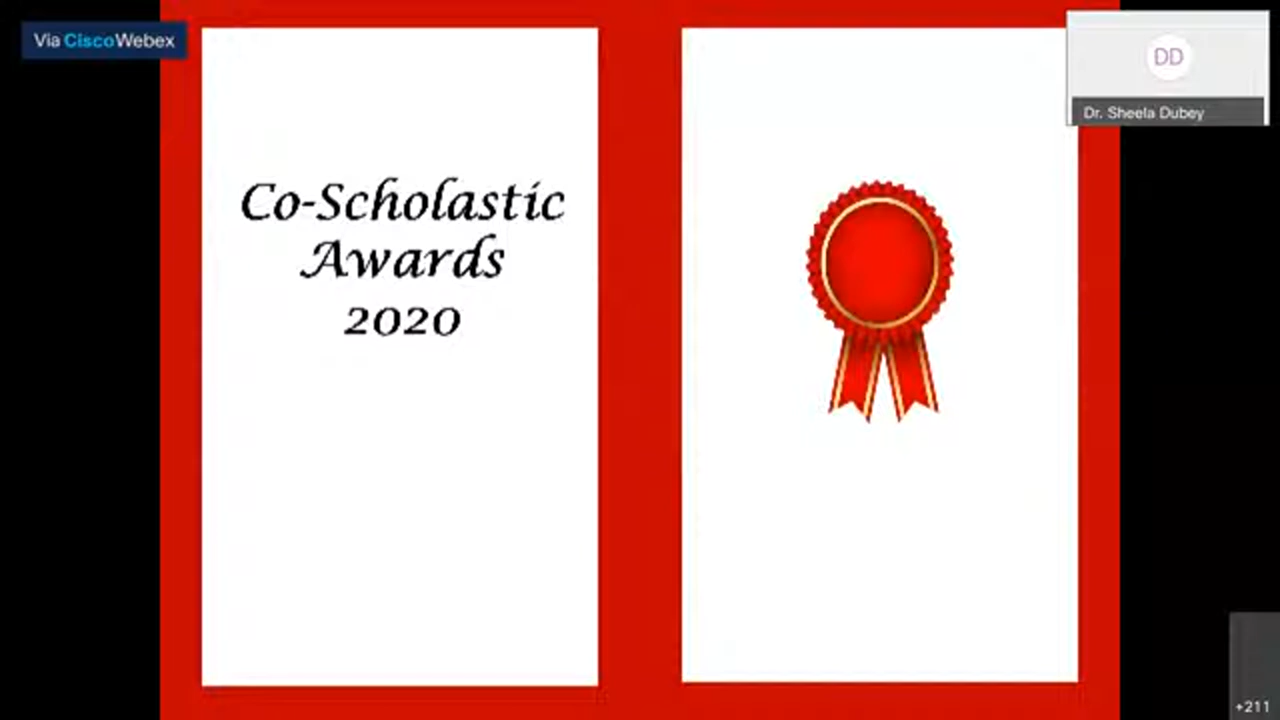 Via CiscoWebex
DD
Dr. Sheela Dubey
Co-Scholastic
Awards
2020
+211